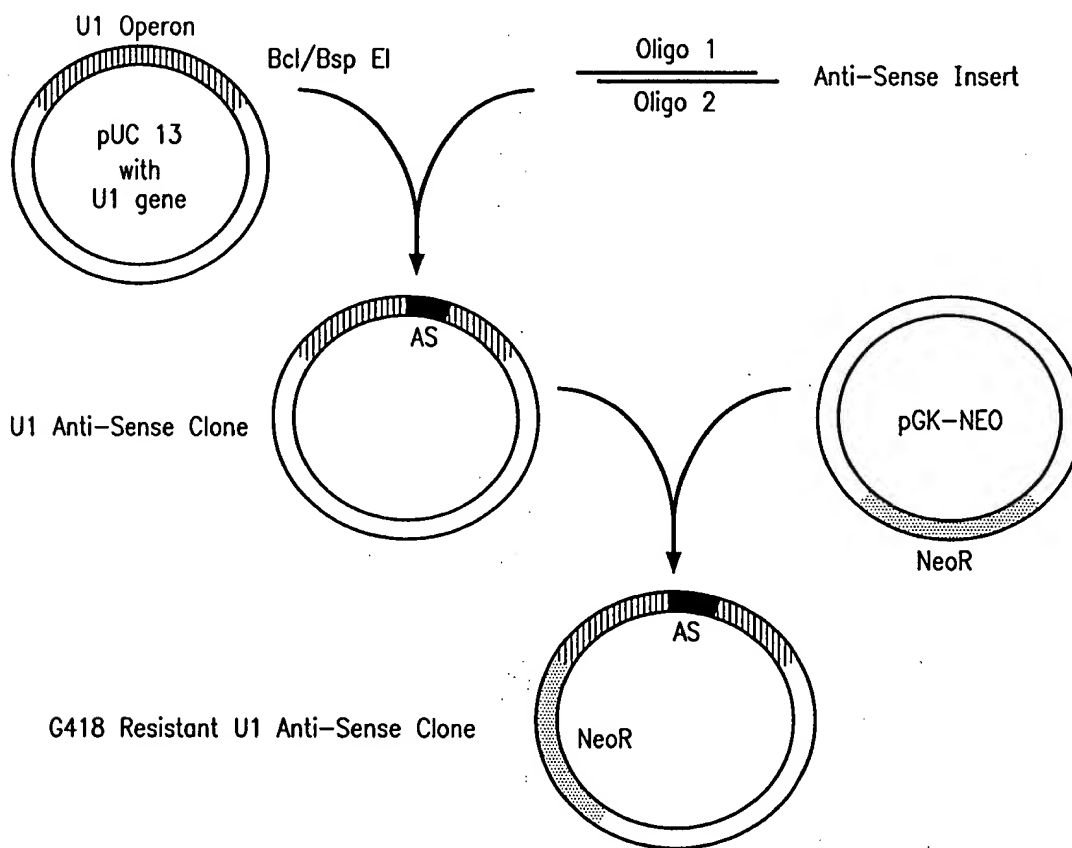 U1 Operon
Bcl/Bsp EI
Oligo 1
Oligo 2
Anti-Sense Insert
pUC 13
with
U1 gene
AS
U1 Anti-Sense Clone
pGK-NEO
NeoR
AS
G418 Resistant U1 Anti-Sense Clone
NeoR